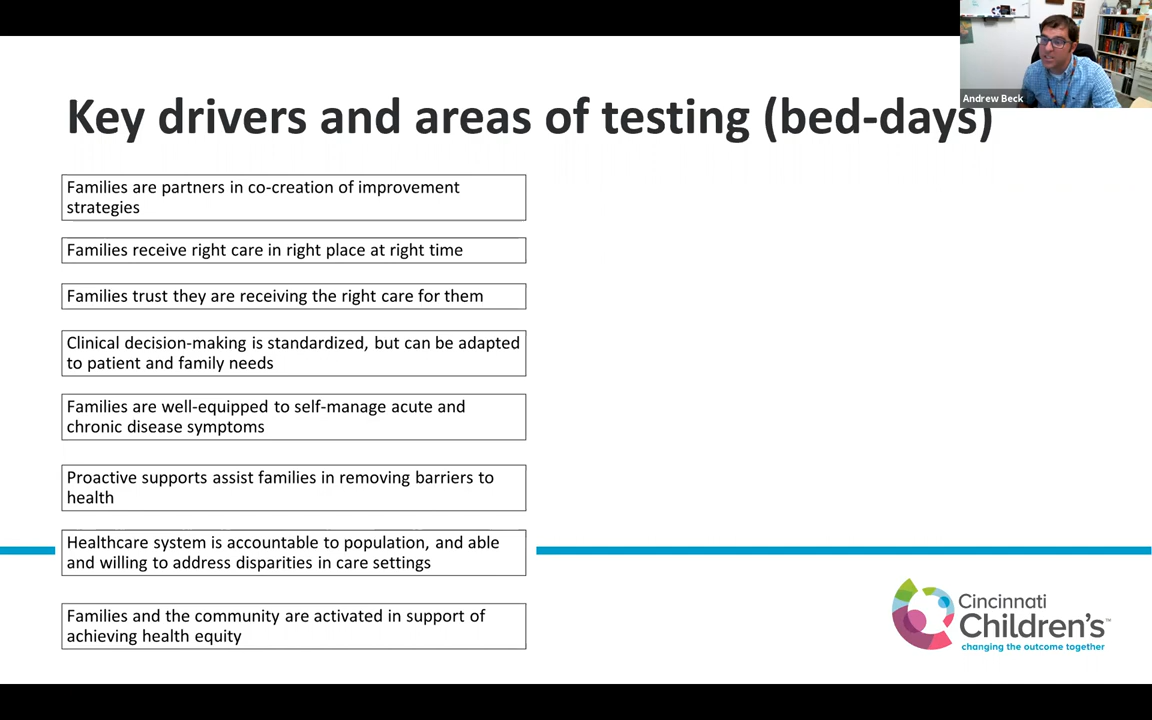 Andrew Beck
Key drivers and areas of testing (bed-days)
Families are partners in co-creation of improvement
strategies
Families receive right care in right place at right time
Families trust they are receiving the right care for them
Clinical decision-making is standardized, but can be adapted
to patient and family needs
Families are well-equipped to self-manage acute and
chronic disease symptoms
Proactive supports assist families in removing barriers to
health
Healthcare system is accountable to population, and able
and willing to address disparities in care settings
Families and the community are activated in support of
achieving health equity
Cincinnati
Children's™
changing the outcome together